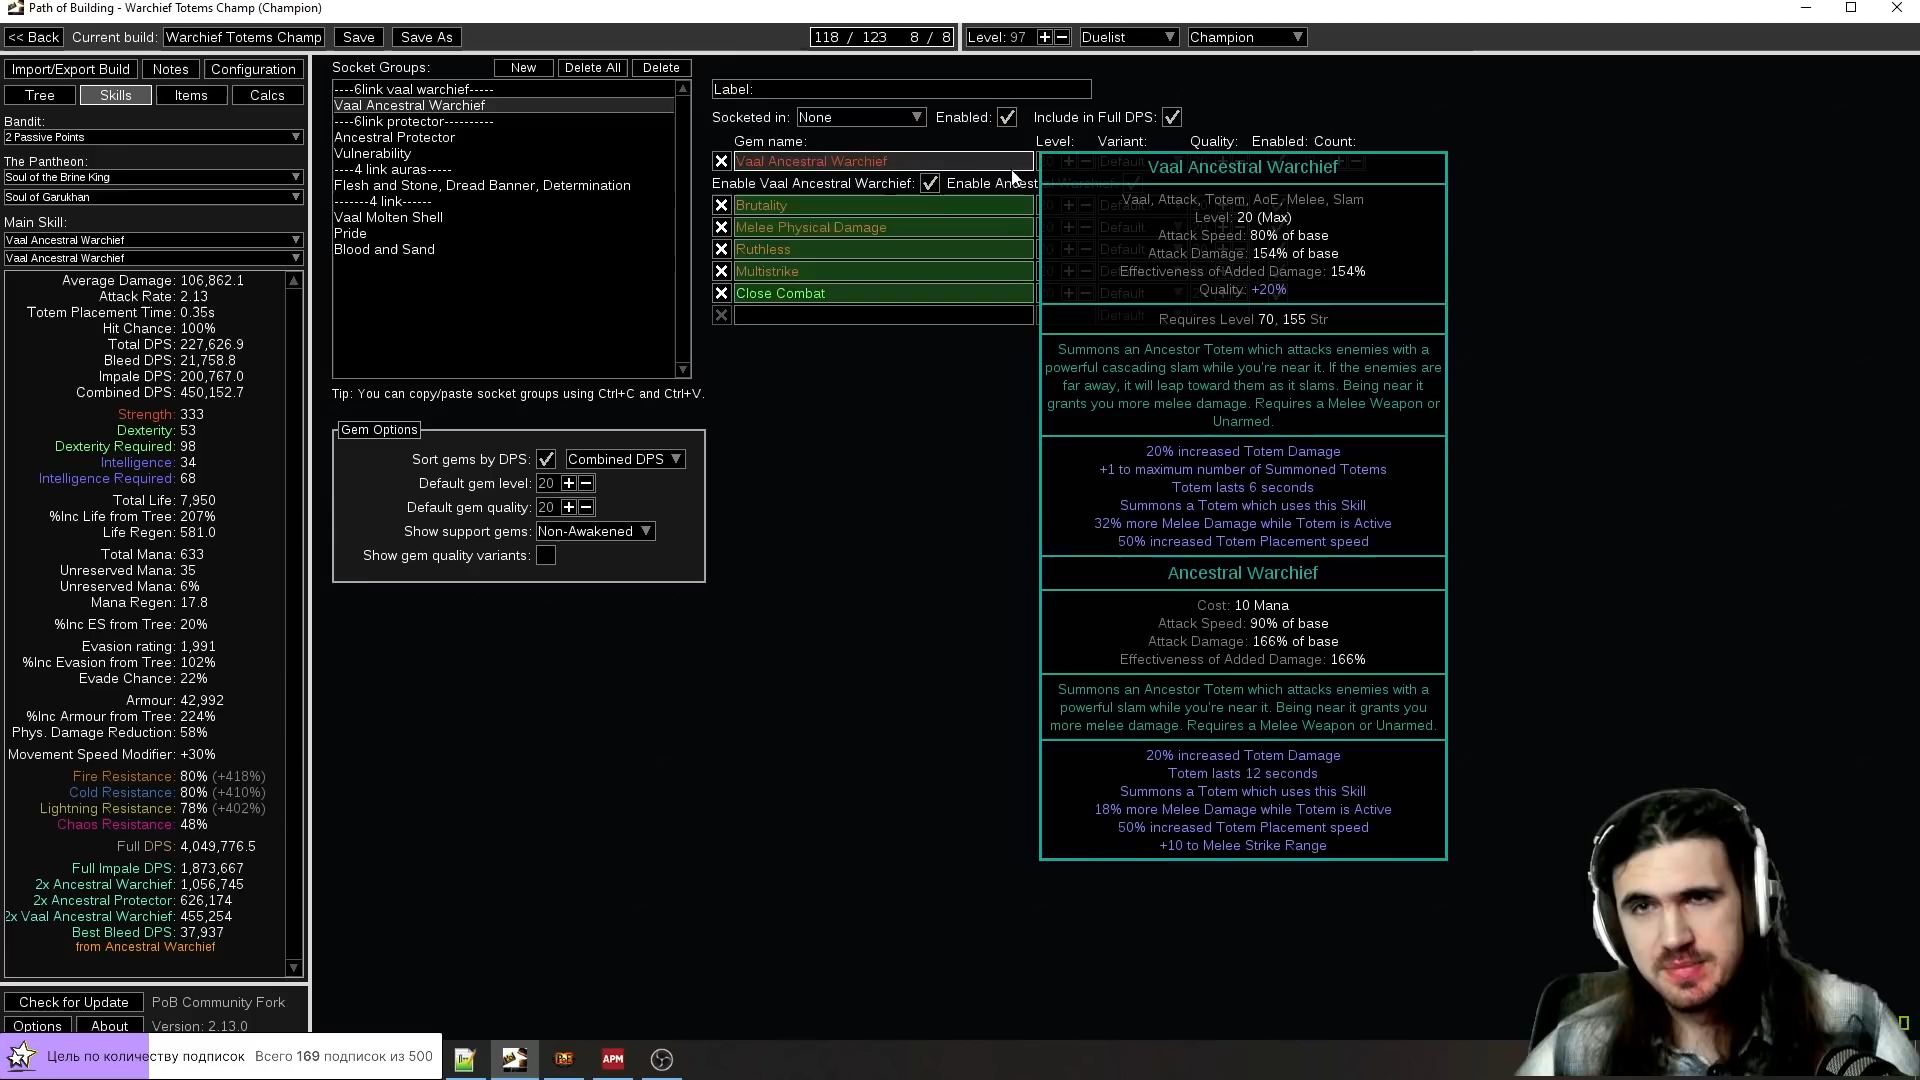 Path of Building - Warchief Totems Champ (Champion)
<< Back Current build: Warchief Totems Champ Save Save As 118 / 123 8 / 8 Level: 97 Duelist Champion
Import/Export Build Notes Configuration
Tree Skills Items Calcs
Bandit:
2 Passive Points
The Pantheon:
Soul of the Brine King
Soul of Garukhan
Main Skill:
Vaal Ancestral Warchief
Vaal Ancestral Warchief
Average Damage: 106,862.1
Attack Rate: 2.13
Totem Placement Time: 0.35s
Hit Chance: 100%
Total DPS: 227,626.9
Bleed DPS: 21,758.8
Impale DPS: 200,767.0
Combined DPS: 450,152.7
Strength: 333
Dexterity: 53
Dexterity Required: 98
Intelligence: 34
Intelligence Required: 68
Total Life: 7,950
%Inc Life from Tree: 207%
Life Regen: 581.0
Total Mana: 633
Unreserved Mana: 35
Unreserved Mana: 6%
Mana Regen: 17.8
%Inc ES from Tree: 20%
Evasion rating: 1,991
%Inc Evasion from Tree: 102%
Evade Chance: 22%
Armour: 42,992
%Inc Armour from Tree: 224%
Phys. Damage Reduction: 58%
Movement Speed Modifier: +30%
Fire Resistance: 80% (+418%)
Cold Resistance: 80% (+410%)
Lightning Resistance: 78% (+402%)
Chaos Resistance: 48%
Full DPS: 4,049,776.5
Full Impale DPS: 1,873,667
2x Ancestral Warchief: 1,056,745
2x Ancestral Protector: 626,174
2x Vaal Ancestral Warchief: 455,254
Best Bleed DPS: 37,937
from Ancestral Warchief
Check for Update PoB Community Fork
Options About Version: 2.13.0
Цель по количеству подписок Всего 169 подписок из 500
Socket Groups: New Delete All Delete
----6link vaal warchief-----
Vaal Ancestral Warchief
----6link protector----------
Ancestral Protector
Vulnerability
----4 link auras-----
Flesh and Stone, Dread Banner, Determination
-------4 link------
Vaal Molten Shell
Pride
Blood and Sand
Tip: You can copy/paste socket groups using Ctrl+C and Ctrl+V.
Gem Options
Sort gems by DPS: Combined DPS
Default gem level: 20
Default gem quality: 20
Show support gems: Non-Awakened
Show gem quality variants:
Label:
Socketed in: None Enabled: Include in Full DPS:
Gem name: Level: Variant: Quality: Enabled: Count:
Vaal Ancestral Warchief
Enable Vaal Ancestral Warchief: Enable Ancest
Brutality
Melee Physical Damage
Ruthless
Multistrike
Close Combat
Vaal Ancestral Warchief
Vaal, Attack, Totem, AoE, Melee, Slam
Level: 20 (Max)
Attack Speed: 80% of base
Attack Damage: 154% of base
Effectiveness of Added Damage: 154%
Quality: +20%
Requires Level 70, 155 Str
Summons an Ancestor Totem which attacks enemies with a
powerful cascading slam while you're near it. If the enemies are
far away, it will leap toward them as it slams. Being near it
grants you more melee damage. Requires a Melee Weapon or
Unarmed.
20% increased Totem Damage
+1 to maximum number of Summoned Totems
Totem lasts 6 seconds
Summons a Totem which uses this Skill
32% more Melee Damage while Totem is Active
50% increased Totem Placement speed
Ancestral Warchief
Cost: 10 Mana
Attack Speed: 90% of base
Attack Damage: 166% of base
Effectiveness of Added Damage: 166%
Summons an Ancestor Totem which attacks enemies with a
powerful slam while you're near it. Being near it grants you
more melee damage. Requires a Melee Weapon or Unarmed.
20% increased Totem Damage
Totem lasts 12 seconds
Summons a Totem which uses this Skill
18% more Melee Damage while Totem is Active
50% increased Totem Placement speed
+10 to Melee Strike Range
PoE
APM